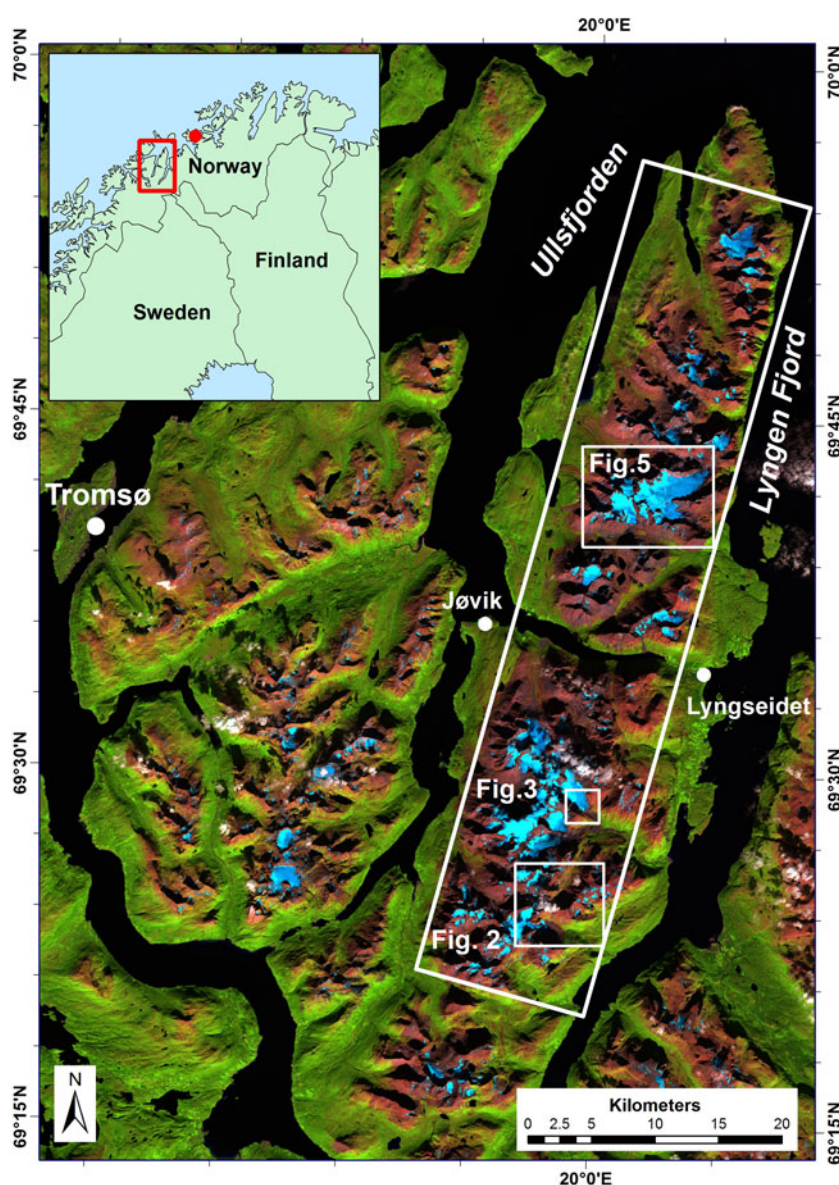 20°0'E
70°0'N
70°0'N
Norway
Finland
Sweden
Ullsfjorden
Lyngen Fjord
69°45'N
69°45'N
Fig.5
Tromsø
Jøvik
Lyngseidet
69°30'N
69°30'N
Fig.3
Fig. 2
N
Kilometers
0 2.5 5 10 15 20
69°15'N
69°15'N
20°0'E